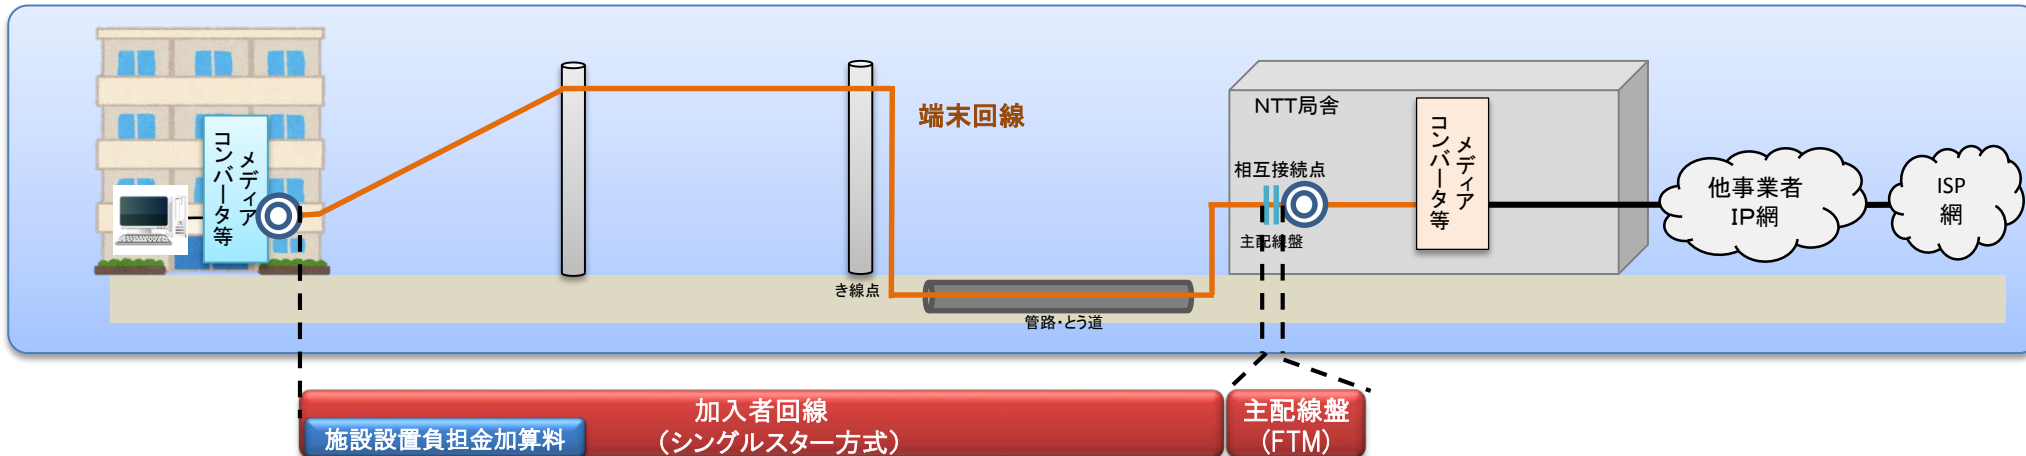 メディア
コンバータ等
端末回線
き線点
管路・とう道
NTT局舎
相互接続点
主配線盤
メディア
コンバータ等
他事業者
IP網
ISP
網
加入者回線
(シングルスター方式)
施設設置負担金加算料
主配線盤
(FTM)